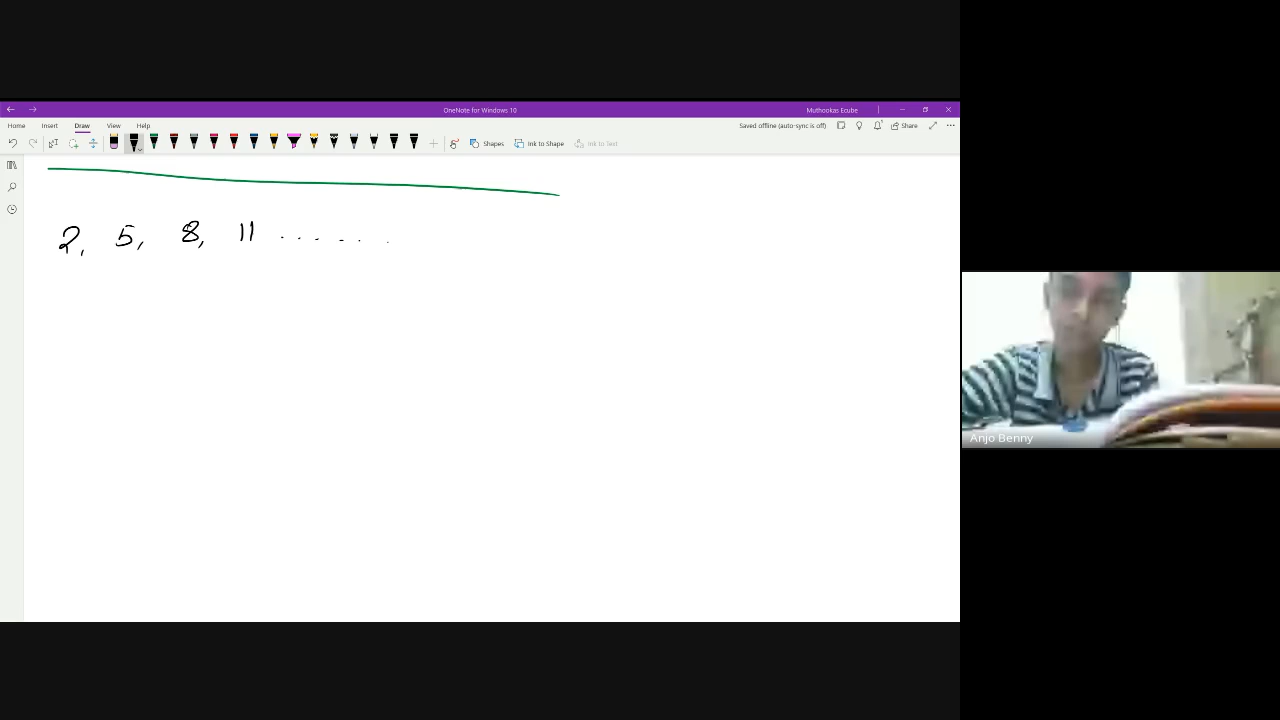 OneNote for Windows 10
Muthookas Ecube
Home Insert Draw View Help
Saved offline (auto-sync is off) Share
Shapes Ink to Shape Ink to Text
2, 5, 8, 11 .......
Anjo Benny